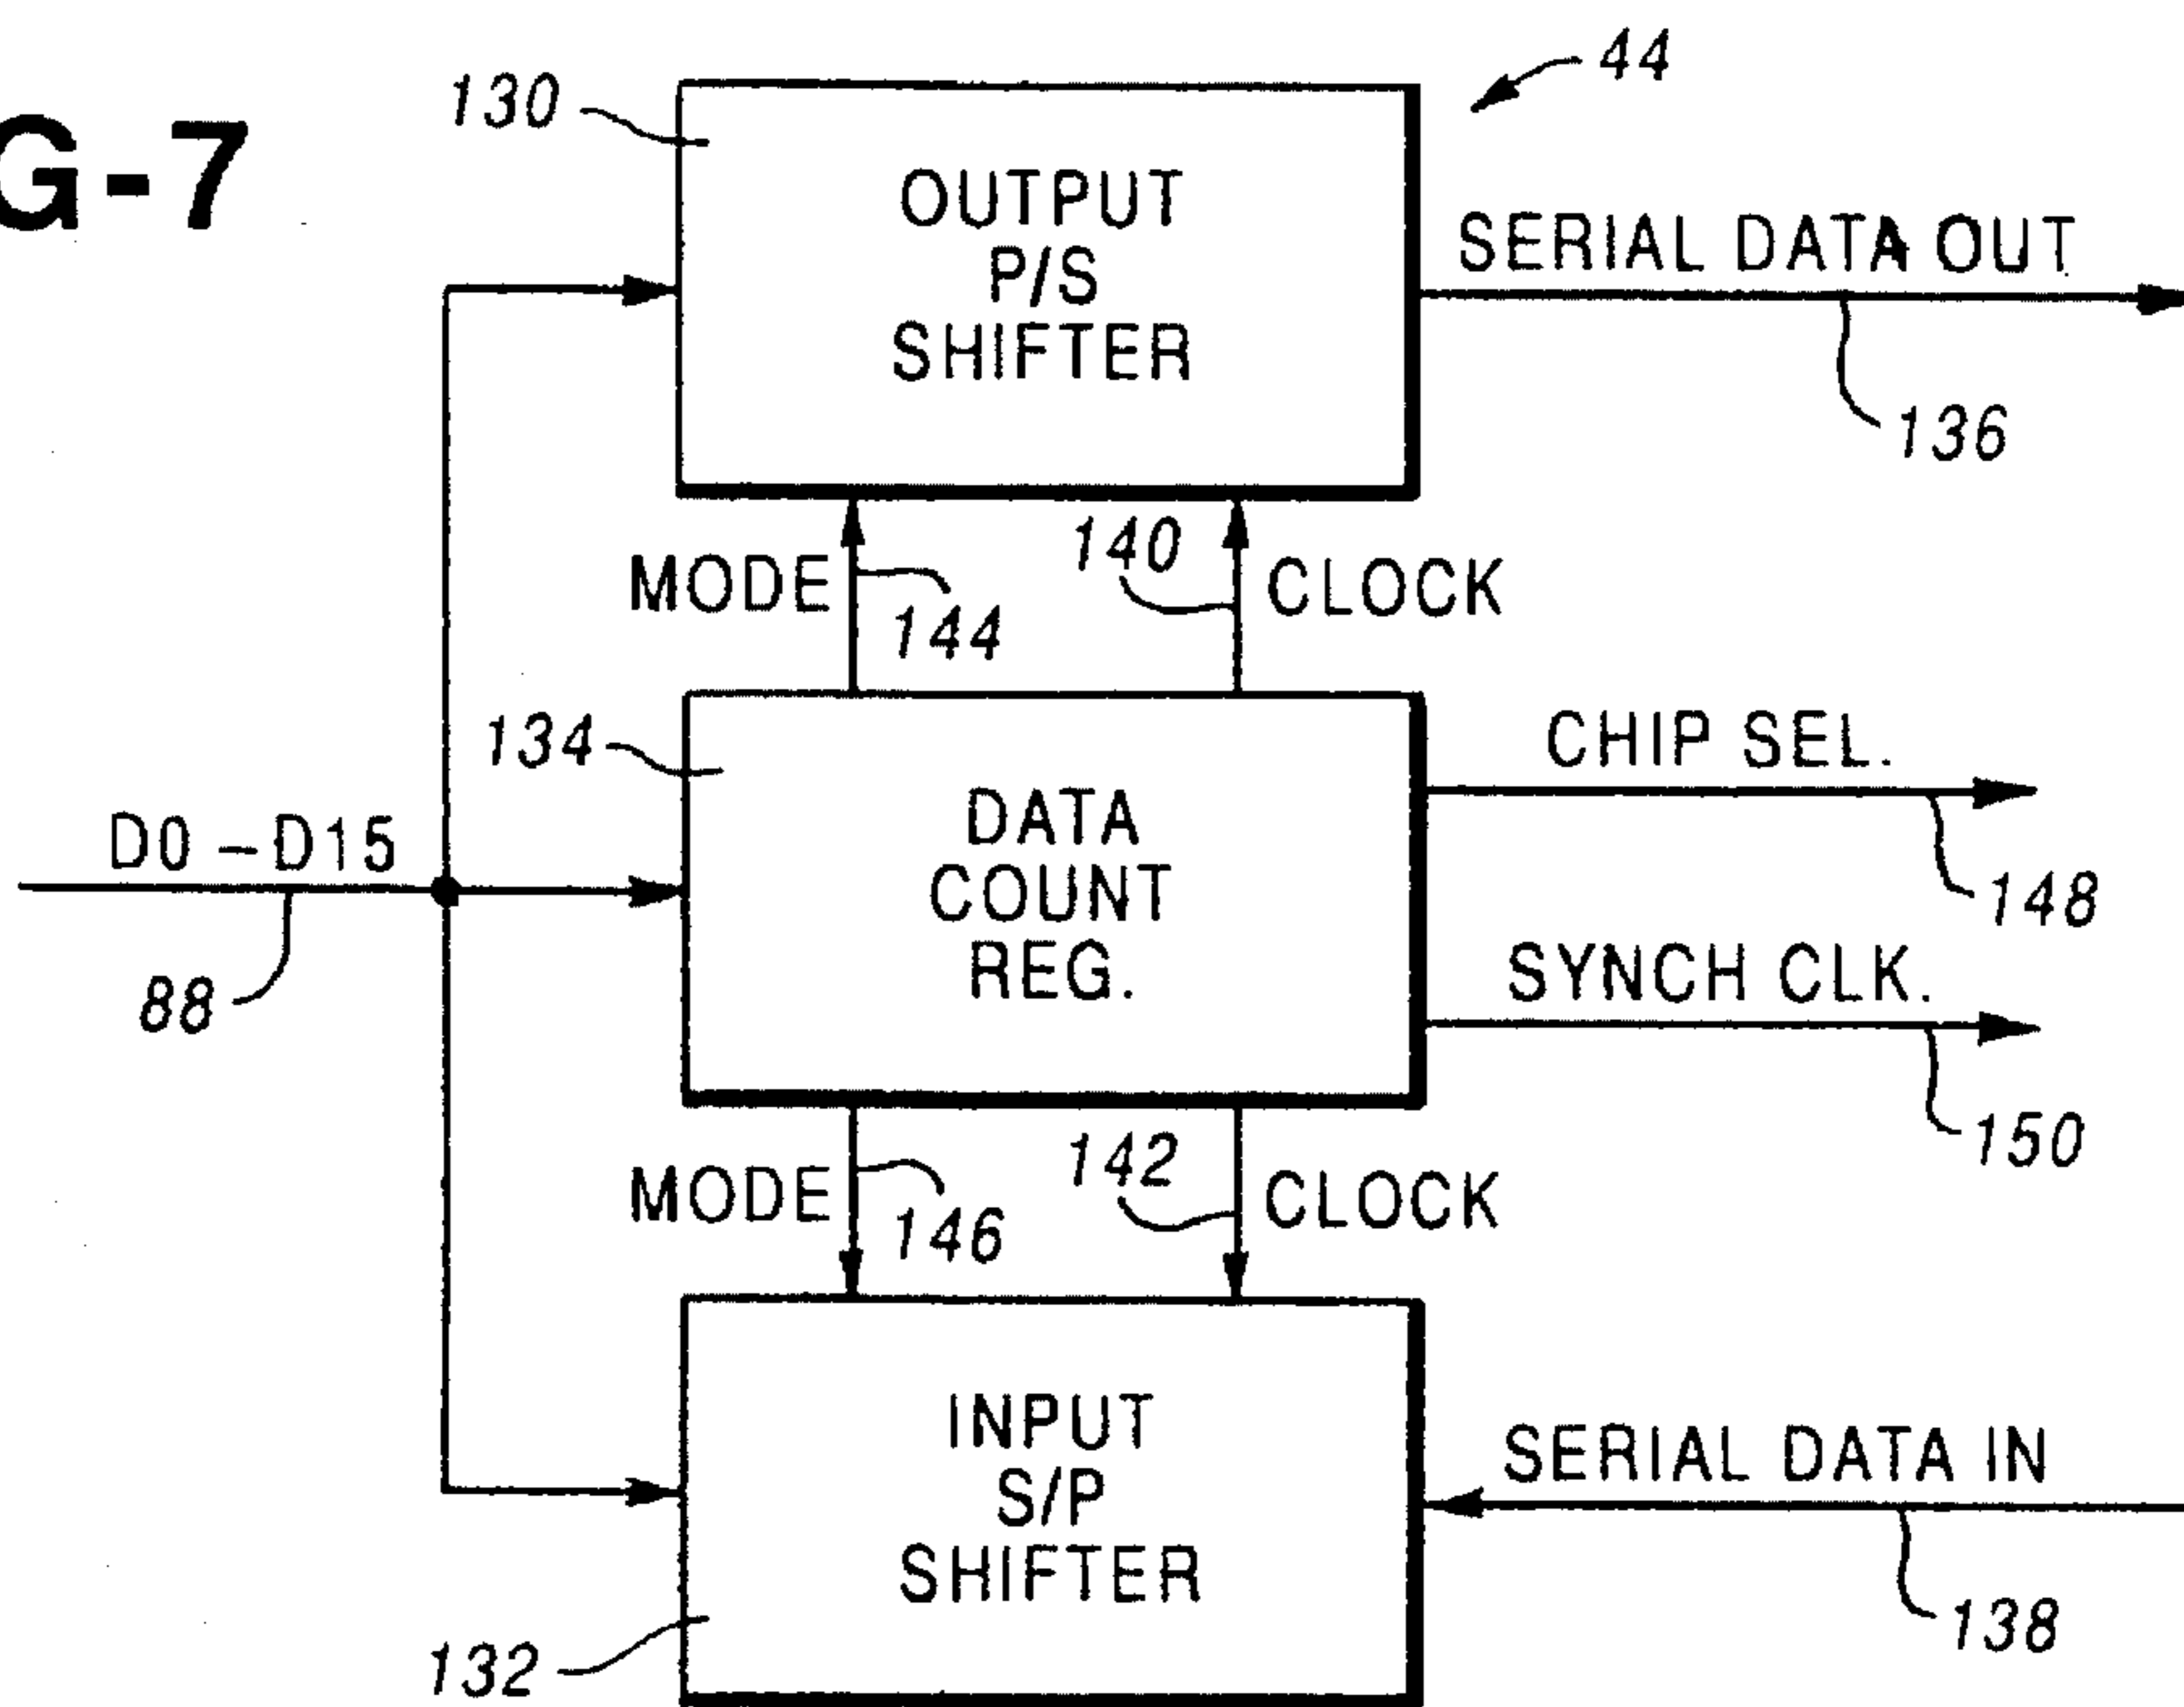 44
130
G-7
OUTPUT
P/S
SHIFTER
SERIAL DATA OUT
136
MODE
144
140
CLOCK
134
DATA
COUNT
REG.
CHIP SEL.
148
D0-D15
88
SYNCH CLK.
150
MODE
146
142
CLOCK
INPUT
S/P
SHIFTER
SERIAL DATA IN
138
132